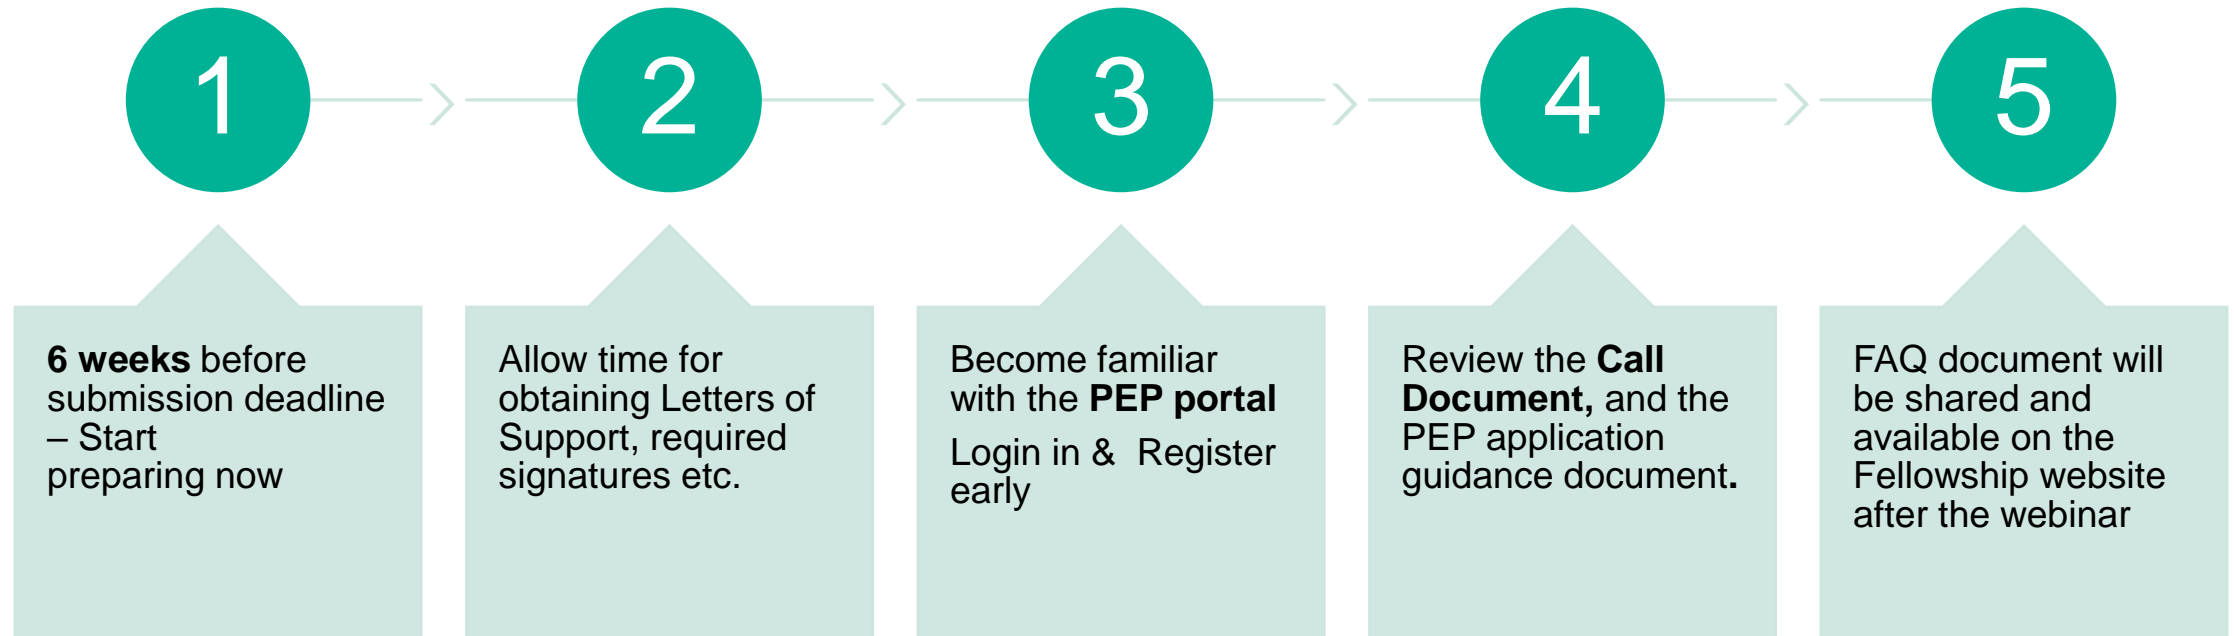 1
2
3
4
5
6 weeks before
submission deadline
– Start
preparing now
Allow time for
obtaining Letters of
Support, required
signatures etc.
Become familiar
with the PEP portal
Login in &  Register
early
Review the Call
Document, and the
PEP application
guidance document.
FAQ document will
be shared and
available on the
Fellowship website
after the webinar